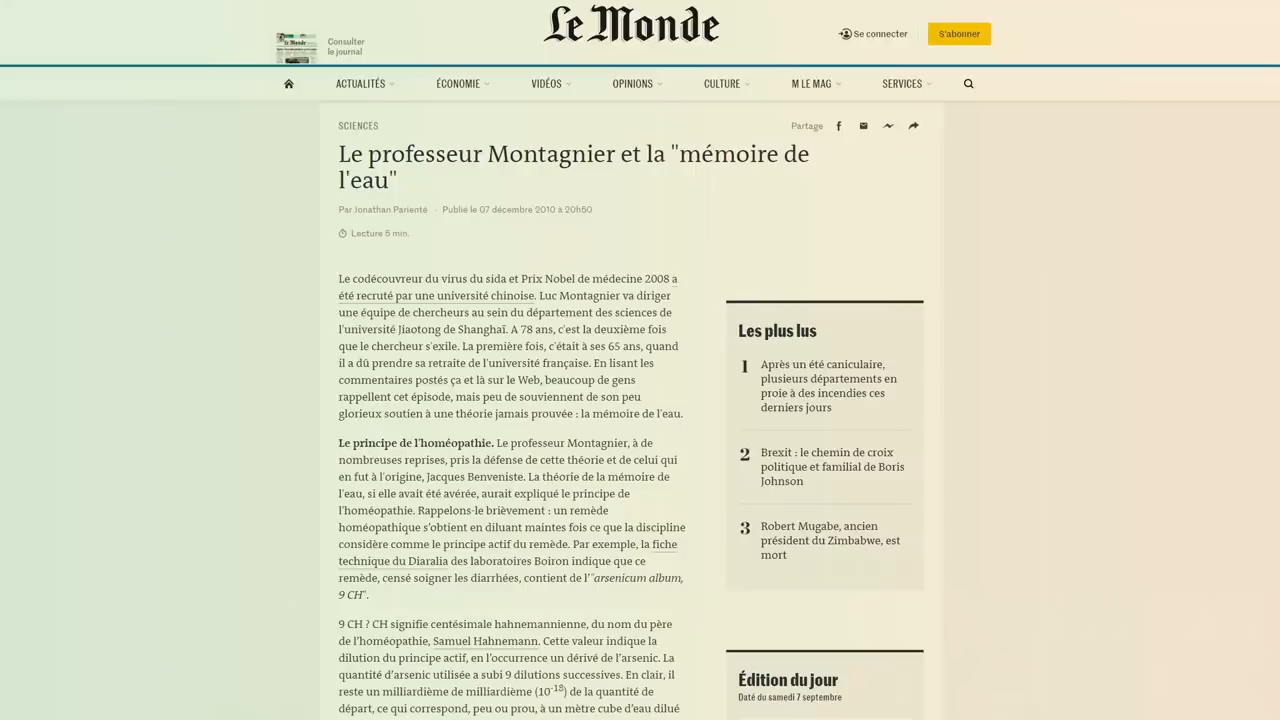 Le Monde
Consulter
le journal
Se connecter
S'abonner
ACTUALITÉS
ÉCONOMIE
VIDÉOS
OPINIONS
CULTURE
M LE MAG
SERVICES
SCIENCES
Partage
Le professeur Montagnier et la "mémoire de
l'eau"
Par Jonathan Parienté · Publié le 07 décembre 2010 à 20h50
Lecture 5 min.
Le codécouvreur du virus du sida et Prix Nobel de médecine 2008 a
été recruté par une université chinoise. Luc Montagnier va diriger
une équipe de chercheurs au sein du département des sciences de
l'université Jiaotong de Shanghaï. A 78 ans, c'est la deuxième fois
que le chercheur s'exile. La première fois, c'était à ses 65 ans, quand
il a dû prendre sa retraite de l'université française. En lisant les
commentaires postés ça et là sur le Web, beaucoup de gens
rappellent cet épisode, mais peu de souviennent de son peu
glorieux soutien à une théorie jamais prouvée : la mémoire de l'eau.
Le principe de l'homéopathie. Le professeur Montagnier, à de
nombreuses reprises, pris la défense de cette théorie et de celui qui
en fut à l'origine, Jacques Benveniste. La théorie de la mémoire de
l'eau, si elle avait été avérée, aurait expliqué le principe de
l'homéopathie. Rappelons-le brièvement : un remède
homéopathique s'obtient en diluant maintes fois ce que la discipline
considère comme le principe actif du remède. Par exemple, la fiche
technique du Diaralia des laboratoires Boiron indique que ce
remède, censé soigner les diarrhées, contient de l'"arsenicum album,
9 CH".
9 CH ? CH signifie centésimale hahnemannienne, du nom du père
de l'homéopathie, Samuel Hahnemann. Cette valeur indique la
dilution du principe actif, en l'occurrence un dérivé de l'arsenic. La
quantité d'arsenic utilisée a subi 9 dilutions successives. En clair, il
reste un milliardième de milliardième (10-18) de la quantité de
départ, ce qui correspond, peu ou prou, à un mètre cube d'eau dilué
Les plus lus
1 Après un été caniculaire,
plusieurs départements en
proie à des incendies ces
derniers jours
2 Brexit : le chemin de croix
politique et familial de Boris
Johnson
3 Robert Mugabe, ancien
président du Zimbabwe, est
mort
Édition du jour
Daté du samedi 7 septembre